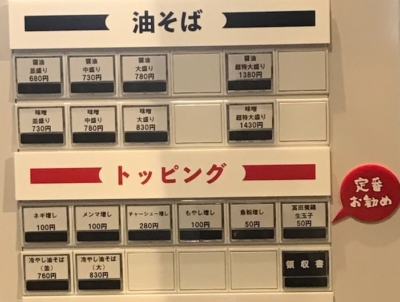 油そば
醤油
並盛り
680円
醤油
中盛り
730円
醤油
大盛り
780円
醤油
超特大盛り
1380円
味噌
並盛り
730円
味噌
中盛り
780円
味噌
大盛り
830円
味噌
超特大盛り
1430円
トッピング
定番
お勧め
ネギ増し
100円
メンマ増し
100円
チャーシュー増し
280円
もやし増し
100円
魚粉増し
50円
生玉子
50円
冷やし油そば
(並)
760円
冷やし油そば
(大)
830円
領収書